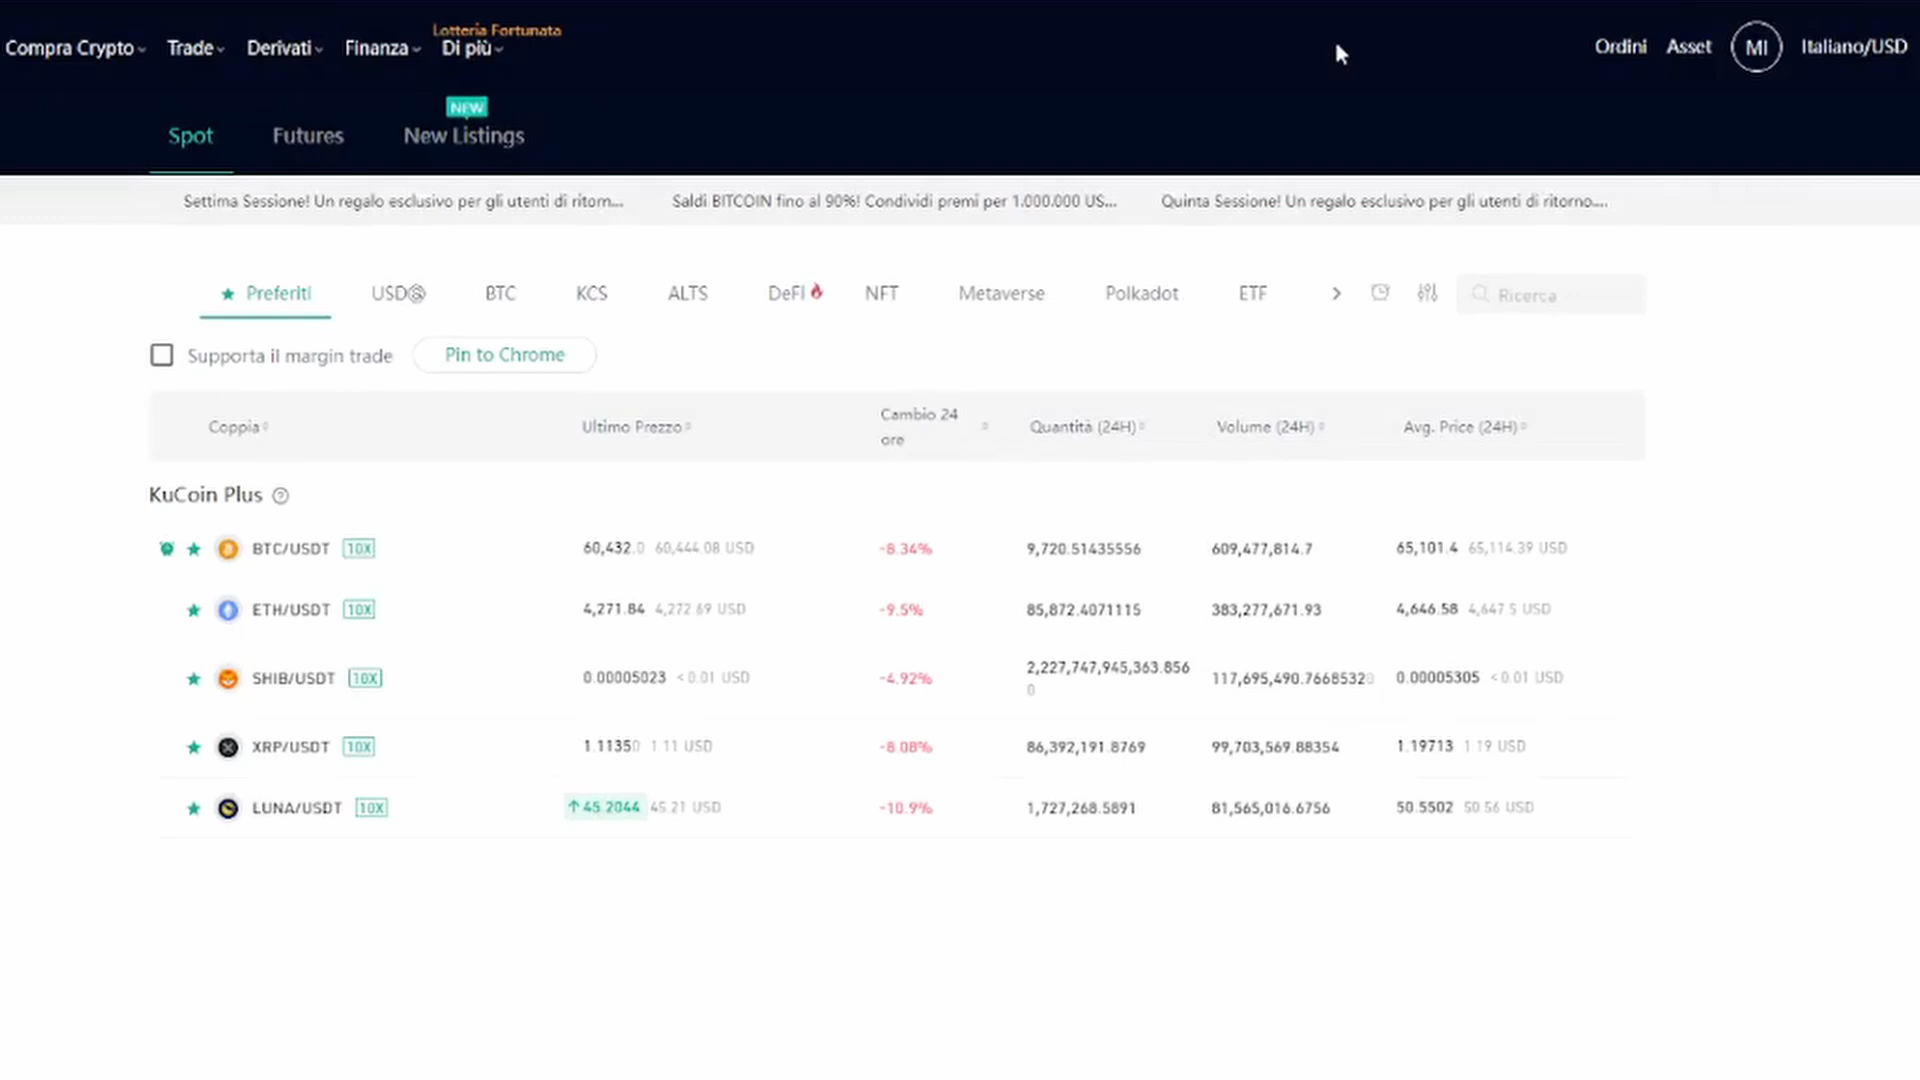 Lotteria Fortunata
Compra Crypto Trade Derivati Finanza Di più Ordini Asset MI Italiano/USD
NEW
Spot Futures New Listings
Settima Sessione! Un regalo esclusivo per gli utenti di ritorn... Saldi BITCOIN fino al 90%! Condividi premi per 1.000.000 US... Quinta Sessione! Un regalo esclusivo per gli utenti di ritorno....
Preferiti USDⓈ BTC KCS ALTS DeFi NFT Metaverse Polkadot ETF Ricerca
Supporta il margin trade Pin to Chrome
Coppia Ultimo Prezzo Cambio 24 ore Quantità (24H) Volume (24H) Avg. Price (24H)
KuCoin Plus
BTC/USDT 10X 60,432.0 60,444.08 USD -8.34% 9,720.51435556 609,477,814.7 65,101.4 65,114.39 USD
ETH/USDT 10X 4,271.84 4,272.69 USD -9.5% 85,872.4071115 383,277,671.93 4,646.58 4,647.5 USD
SHIB/USDT 10X 0.00005023 <0.01 USD -4.92% 2,227,747,945,363.8560 117,695,490.76685320 0.00005305 <0.01 USD
XRP/USDT 10X 1.11350 1.11 USD -8.08% 86,392,191.8769 99,703,569.88354 1.19713 1.19 USD
LUNA/USDT 10X 45.2044 45.21 USD -10.9% 1,727,268.5891 81,565,016.6756 50.5502 50.56 USD